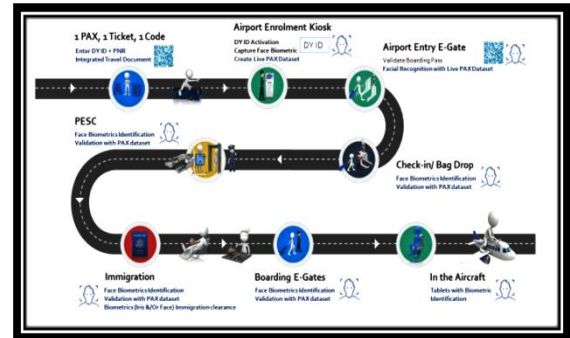 1 PAX, 1 Ticket, 1 Code
Enter DY ID + PNR
Integrated Travel Document
Airport Enrolment Kiosk
DY ID Activation
Capture Face Biometric
Create Live PAX Dataset
DY ID
Airport Entry E-Gate
Validate Boarding Pass
Facial Recognition with Live PAX Dataset
PESC
Face Biometrics Identification
Validation with PAX dataset
Check-in/ Bag Drop
Face Biometrics Identification
Validation with PAX dataset
Immigration
Face Biometrics Identification
Validation with PAX dataset
Biometrics (Iris &/Or Face) Immigration clearance
Boarding E-Gates
Face Biometrics Identification
Validation with PAX dataset
In the Aircraft
Tablets with Biometric
Identification